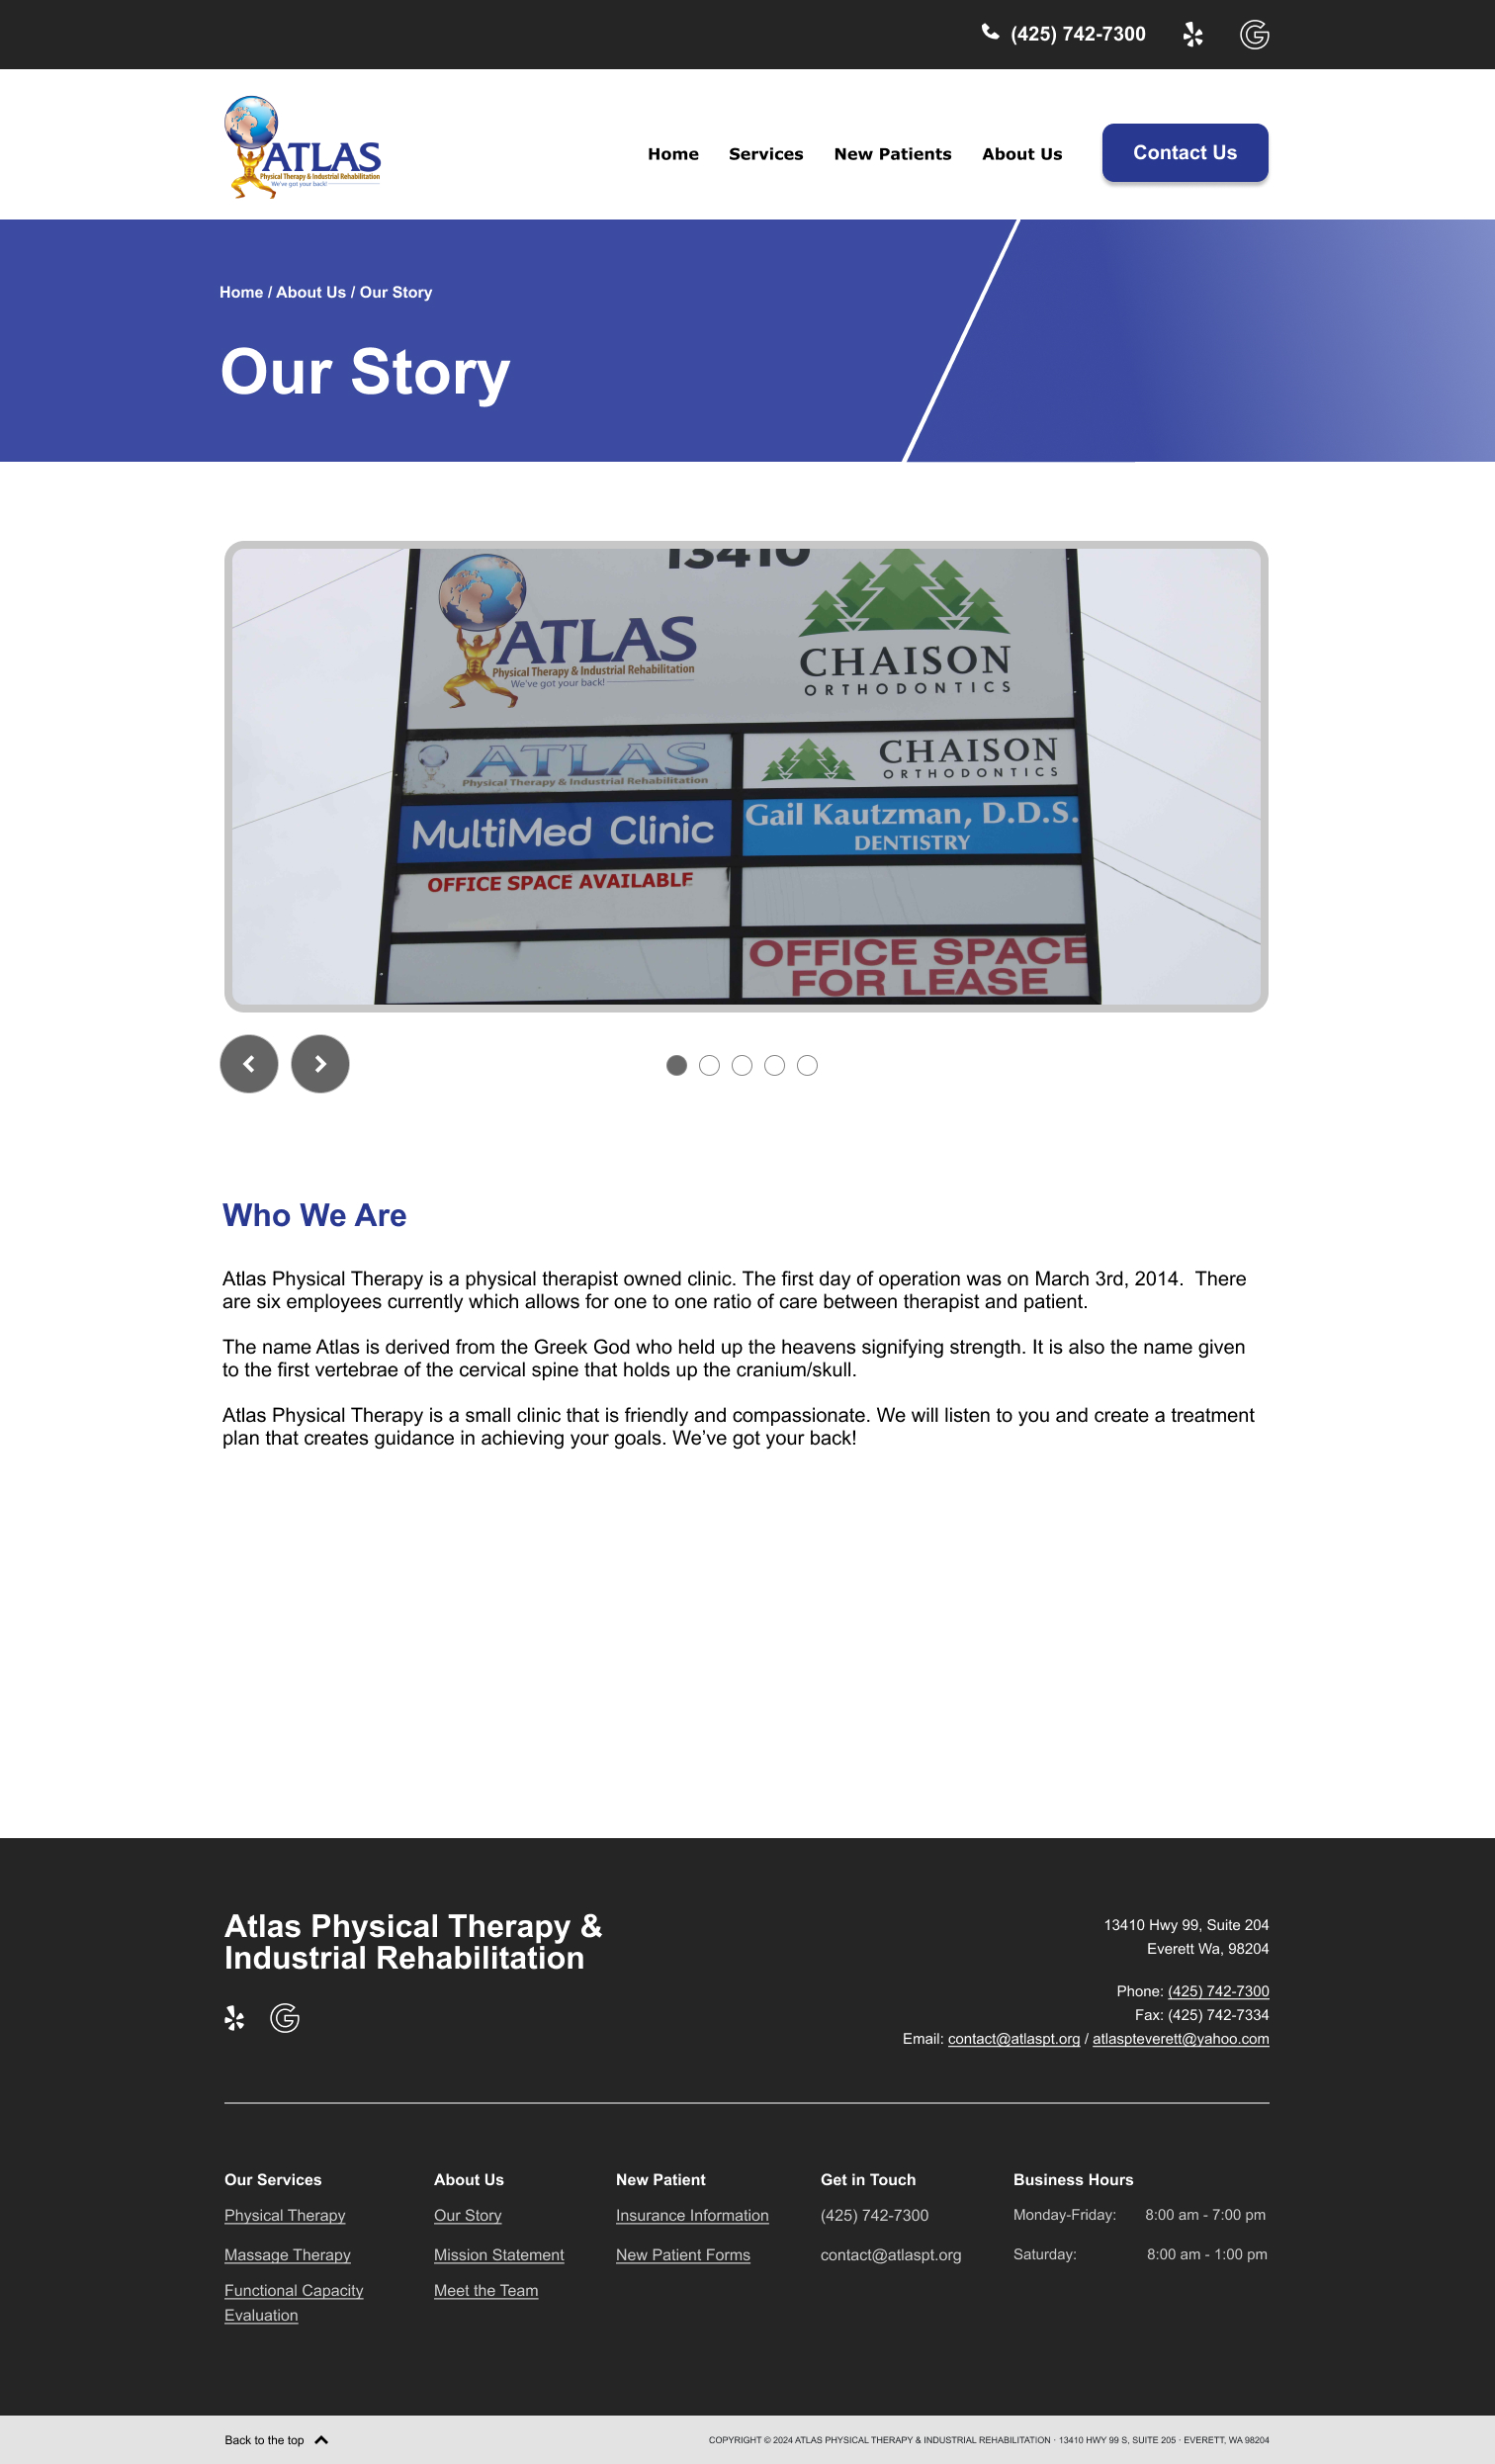 (425) 742-7300
ATLAS
Physical Therapy & Industrial Rehabilitation
We've got your back!
Home
Services
New Patients
About Us
Contact Us
Home / About Us / Our Story
Our Story
13410
ATLAS
Physical Therapy & Industrial Rehabilitation
We've got your back!
CHAISON
ORTHODONTICS
ATLAS
Physical Therapy & Industrial Rehabilitation
CHAISON
ORTHODONTICS
MultiMed Clinic
Gail Kautzman, D.D.S.
DENTISTRY
OFFICE SPACE AVAILABLE
OFFICE SPACE
FOR LEASE
Who We Are
Atlas Physical Therapy is a physical therapist owned clinic. The first day of operation was on March 3rd, 2014.  There
are six employees currently which allows for one to one ratio of care between therapist and patient.
The name Atlas is derived from the Greek God who held up the heavens signifying strength. It is also the name given
to the first vertebrae of the cervical spine that holds up the cranium/skull.
Atlas Physical Therapy is a small clinic that is friendly and compassionate. We will listen to you and create a treatment
plan that creates guidance in achieving your goals. We’ve got your back!
Atlas Physical Therapy &
Industrial Rehabilitation
13410 Hwy 99, Suite 204
Everett Wa, 98204
Phone: (425) 742-7300
Fax: (425) 742-7334
Email: contact@atlaspt.org / atlaspteverett@yahoo.com
Our Services
Physical Therapy
Massage Therapy
Functional Capacity
Evaluation
About Us
Our Story
Mission Statement
Meet the Team
New Patient
Insurance Information
New Patient Forms
Get in Touch
(425) 742-7300
contact@atlaspt.org
Business Hours
Monday-Friday: 8:00 am - 7:00 pm
Saturday: 8:00 am - 1:00 pm
Back to the top
COPYRIGHT © 2024 ATLAS PHYSICAL THERAPY & INDUSTRIAL REHABILITATION · 13410 HWY 99 S, SUITE 205 · EVERETT, WA 98204